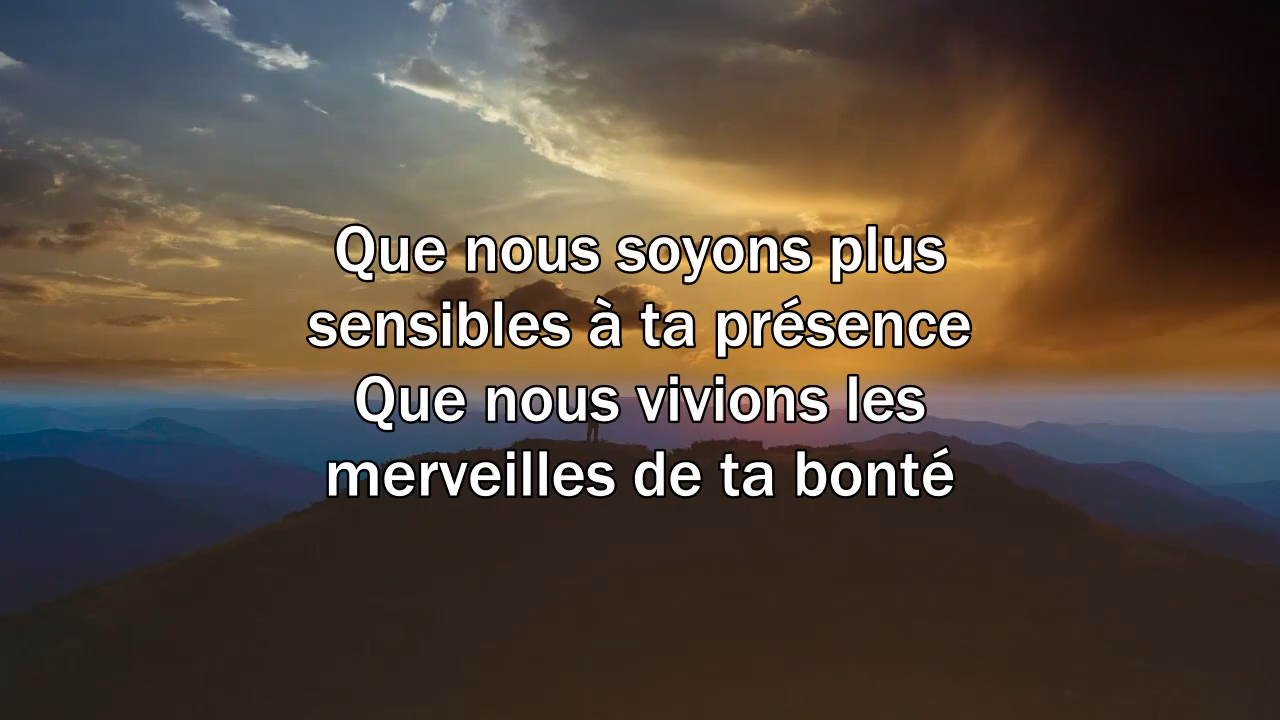 Que nous soyons plus
sensibles à ta présence
Que nous vivions les
merveilles de ta bonté